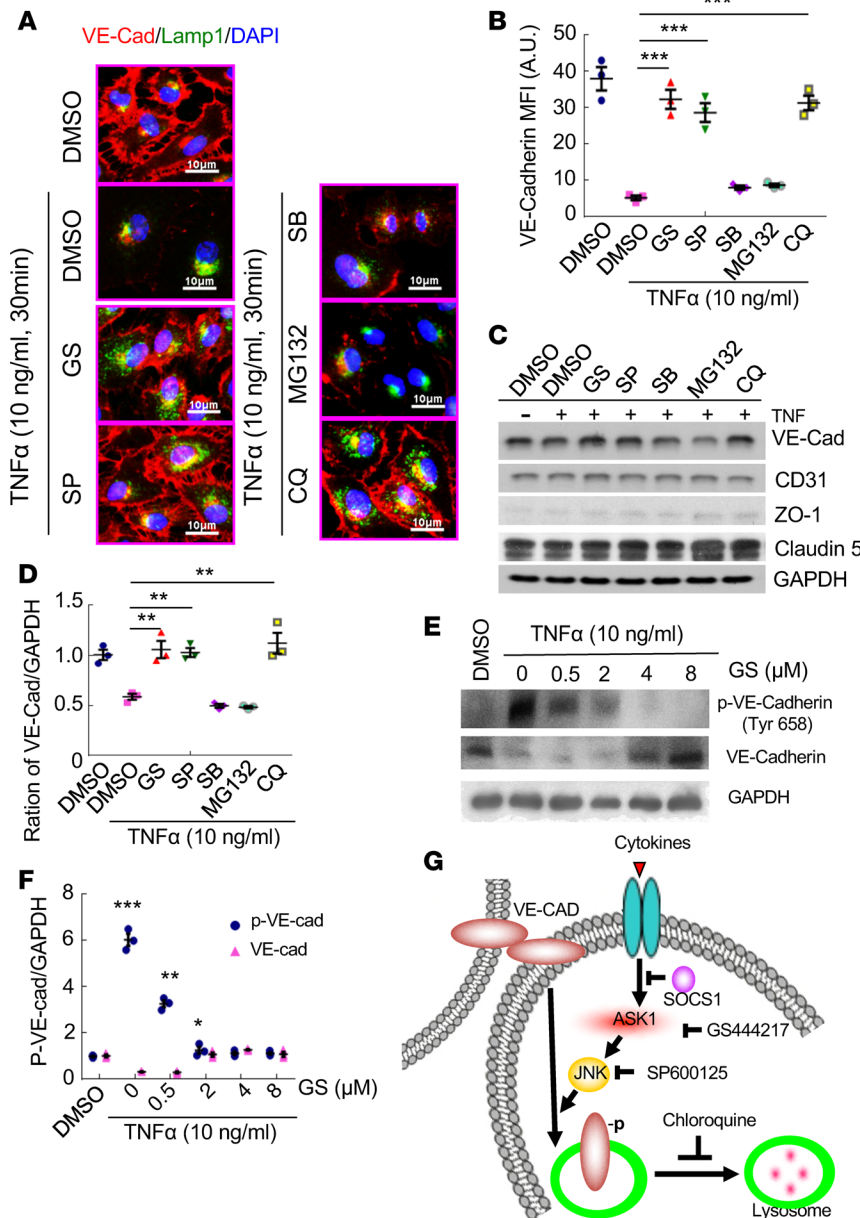 A
VE-Cad/Lamp1/DAPI
DMSO
10μm
TNFα (10 ng/ml, 30min)
DMSO
10μm
GS
10μm
SP
10μm
TNFα (10 ng/ml, 30min)
SB
10μm
MG132
10μm
CQ
10μm
B
VE-Cadherin MFI (A.U.)
50
40
30
20
10
0
***
***
***
DMSO
DMSO
GS
SP
SB
MG132
CQ
TNFα (10 ng/ml)
C
DMSO
DMSO
GS
SP
SB
MG132
CQ
- + + + + + + TNF
VE-Cad
CD31
ZO-1
Claudin 5
GAPDH
D
Ration of VE-Cad/GAPDH
1.5
1.0
0.5
0
**
**
**
DMSO
DMSO
GS
SP
SB
MG132
CQ
TNFα (10 ng/ml)
E
DMSO
TNFα (10 ng/ml)
0 0.5 2 4 8 GS (μM)
p-VE-Cadherin
(Tyr 658)
VE-Cadherin
GAPDH
F
P-VE-cad/GAPDH
8
6
4
2
0
***
**
*
p-VE-cad
VE-cad
DMSO
0
0.5
2
4
8
GS (μM)
TNFα (10 ng/ml)
G
Cytokines
VE-CAD
SOCS1
ASK1
GS444217
JNK
SP600125
-p
Chloroquine
Lysosome